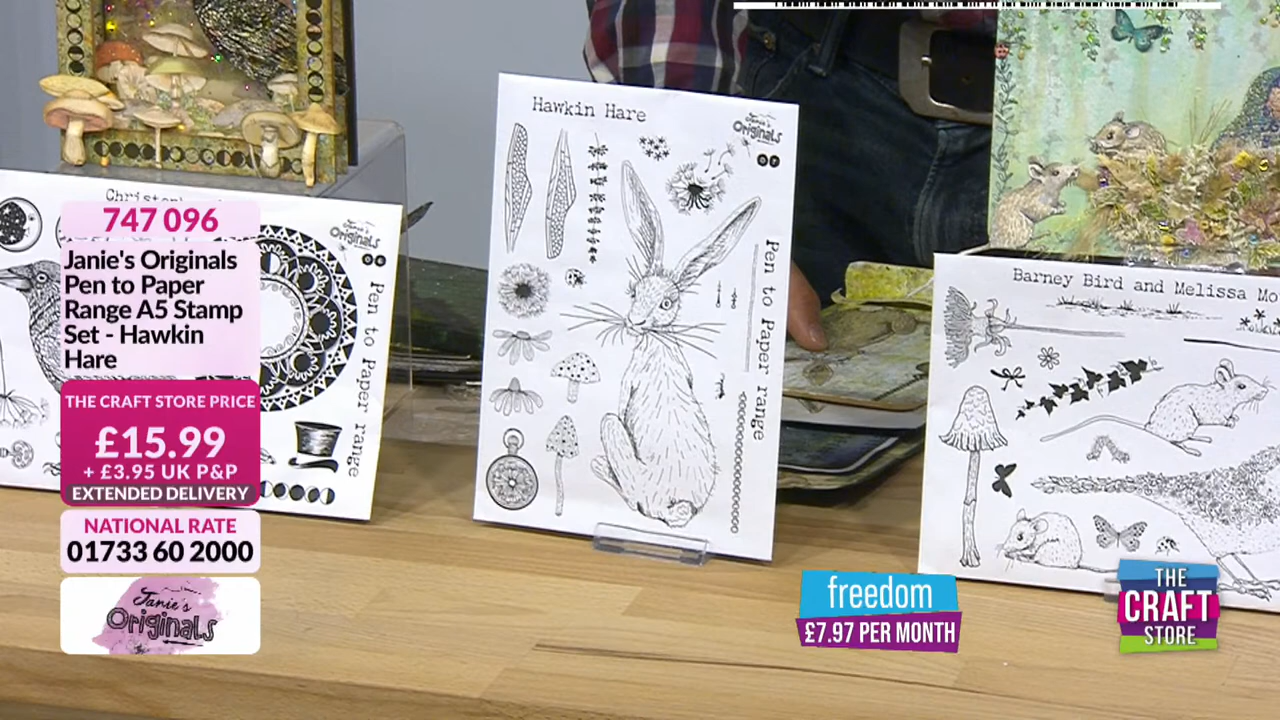 Hawkin Hare
Janie's
Originals
Pen to Paper range
Janie's
Originals
Pen to Paper range
Barney Bird and Melissa Mo
747 096
Janie's Originals
Pen to Paper
Range A5 Stamp
Set - Hawkin
Hare
THE CRAFT STORE PRICE
£15.99
+ £3.95 UK P&P
EXTENDED DELIVERY
NATIONAL RATE
01733 60 2000
Janie's
Originals
freedom
£7.97 PER MONTH
THE
CRAFT
STORE